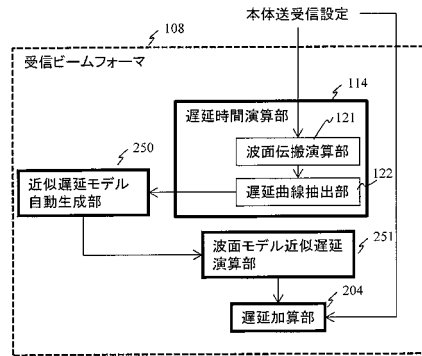 本体送受信設定
108
受信ビームフォーマ
114
遅延時間演算部
121
波面伝搬演算部
122
遅延曲線抽出部
250
近似遅延モデル
自動生成部
251
波面モデル近似遅延
演算部
204
遅延加算部